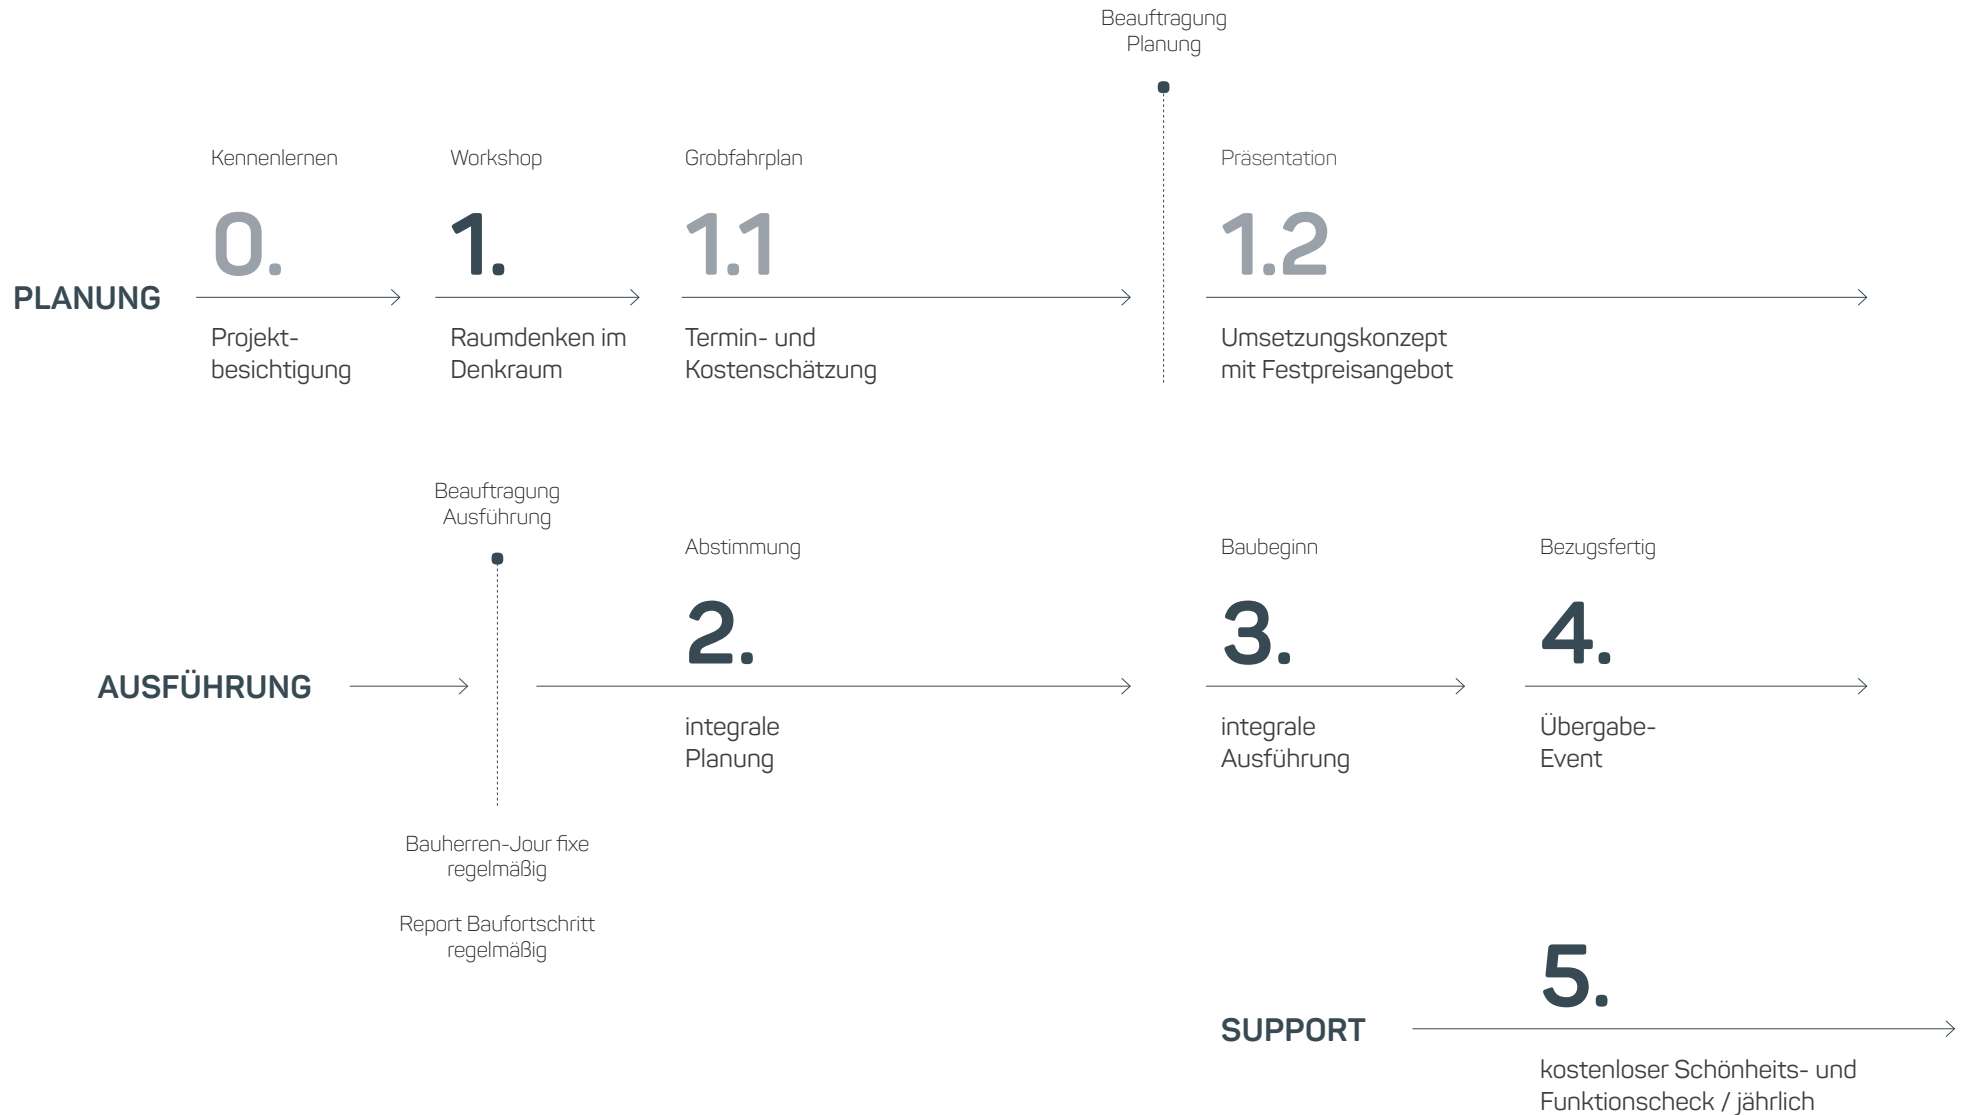 Beauftragung
Planung
Kennenlernen
Workshop
Grobfahrplan
Präsentation
0.
1.
1.1
1.2
PLANUNG
Projekt-
besichtigung
Raumdenken im
Denkraum
Termin- und
Kostenschätzung
Umsetzungskonzept
mit Festpreisangebot
Beauftragung
Ausführung
Abstimmung
Baubeginn
Bezugsfertig
2.
3.
4.
AUSFÜHRUNG
integrale
Planung
integrale
Ausführung
Übergabe-
Event
Bauherren-Jour fixe
regelmäßig
Report Baufortschritt
regelmäßig
5.
SUPPORT
kostenloser Schönheits- und
Funktionscheck / jährlich